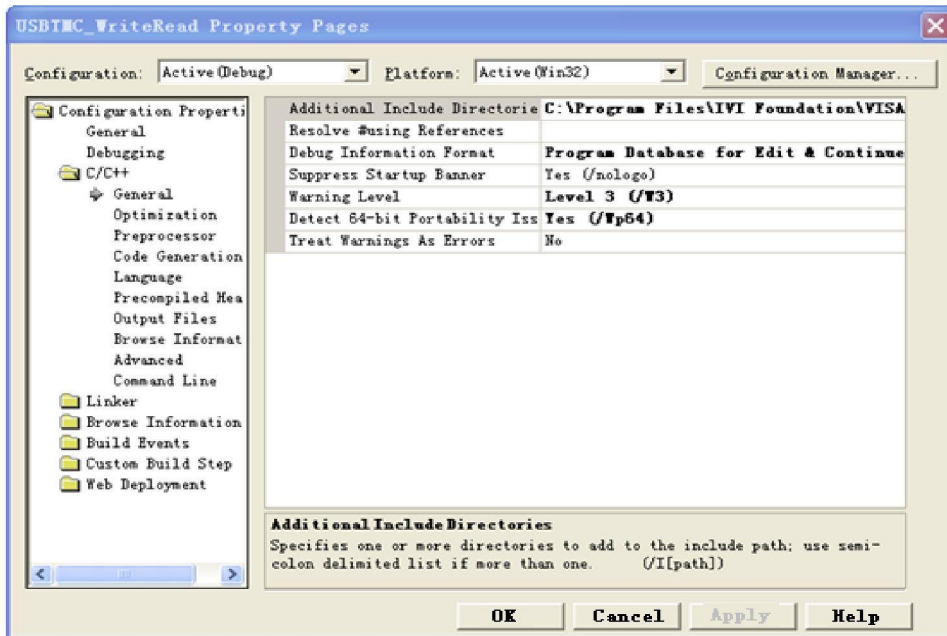 USBTMC_WriteRead Property Pages
Configuration: Active(Debug) Platform: Active(Win32) Configuration Manager...
Configuration Properti
General
Debugging
C/C++
General
Optimization
Preprocessor
Code Generation
Language
Precompiled Hea
Output Files
Browse Informat
Advanced
Command Line
Linker
Browse Information
Build Events
Custom Build Step
Web Deployment
Additional Include Directorie C:\Program Files\IVI Foundation\VISA
Resolve #using References
Debug Information Format Program Database for Edit & Continue
Suppress Startup Banner Yes (/nologo)
Warning Level Level 3 (/W3)
Detect 64-bit Portability Iss Yes (/Wp64)
Treat Warnings As Errors No
Additional Include Directories
Specifies one or more directories to add to the include path; use semi-
colon delimited list if more than one. (/I[path])
OK Cancel Apply Help